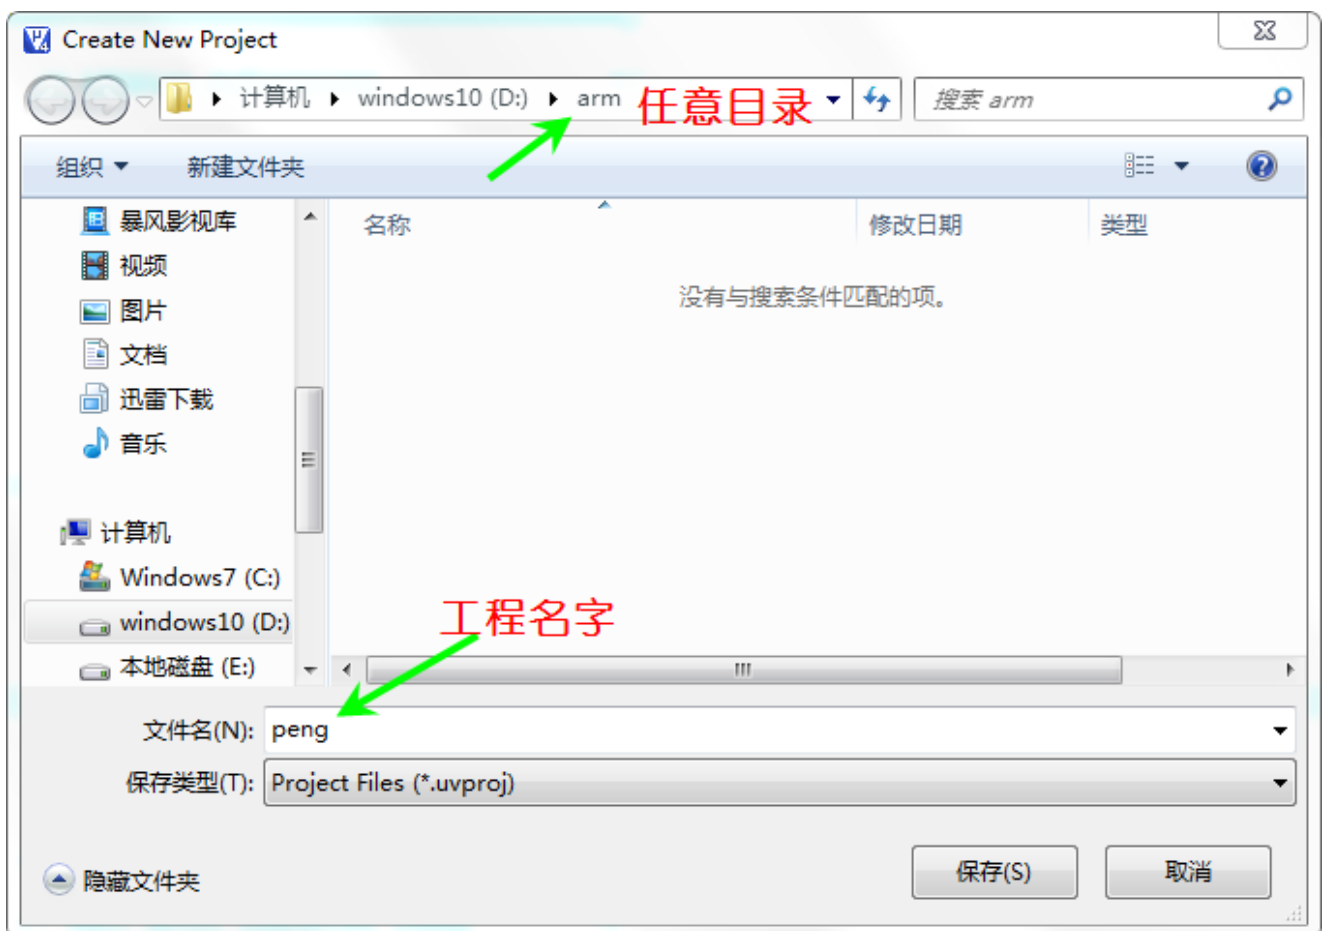 Create New Project
计算机 windows10 (D:) arm 任意目录 搜索 arm
组织 新建文件夹
暴风影视库
视频
图片
文档
迅雷下载
音乐
计算机
Windows7 (C:)
windows10 (D:)
本地磁盘 (E:)
名称 修改日期 类型
没有与搜索条件匹配的项。
工程名字
文件名(N): peng
保存类型(T): Project Files (*.uvproj)
隐藏文件夹 保存(S) 取消